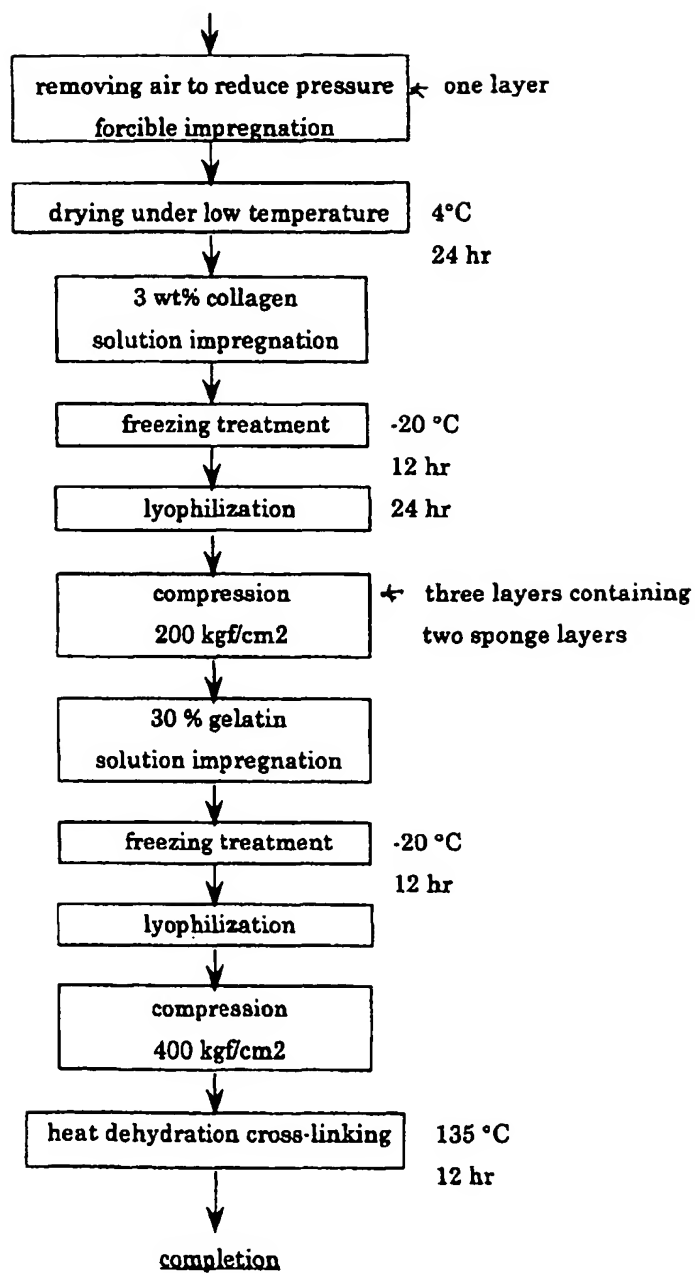 removing air to reduce pressure ← one layer
forcible impregnation
drying under low temperature 4°C
24 hr
3 wt% collagen
solution impregnation
freezing treatment -20 °C
12 hr
lyophilization 24 hr
compression ← three layers containing
200 kgf/cm2 two sponge layers
30 % gelatin
solution impregnation
freezing treatment -20 °C
12 hr
lyophilization
compression
400 kgf/cm2
heat dehydration cross-linking 135 °C
12 hr
completion